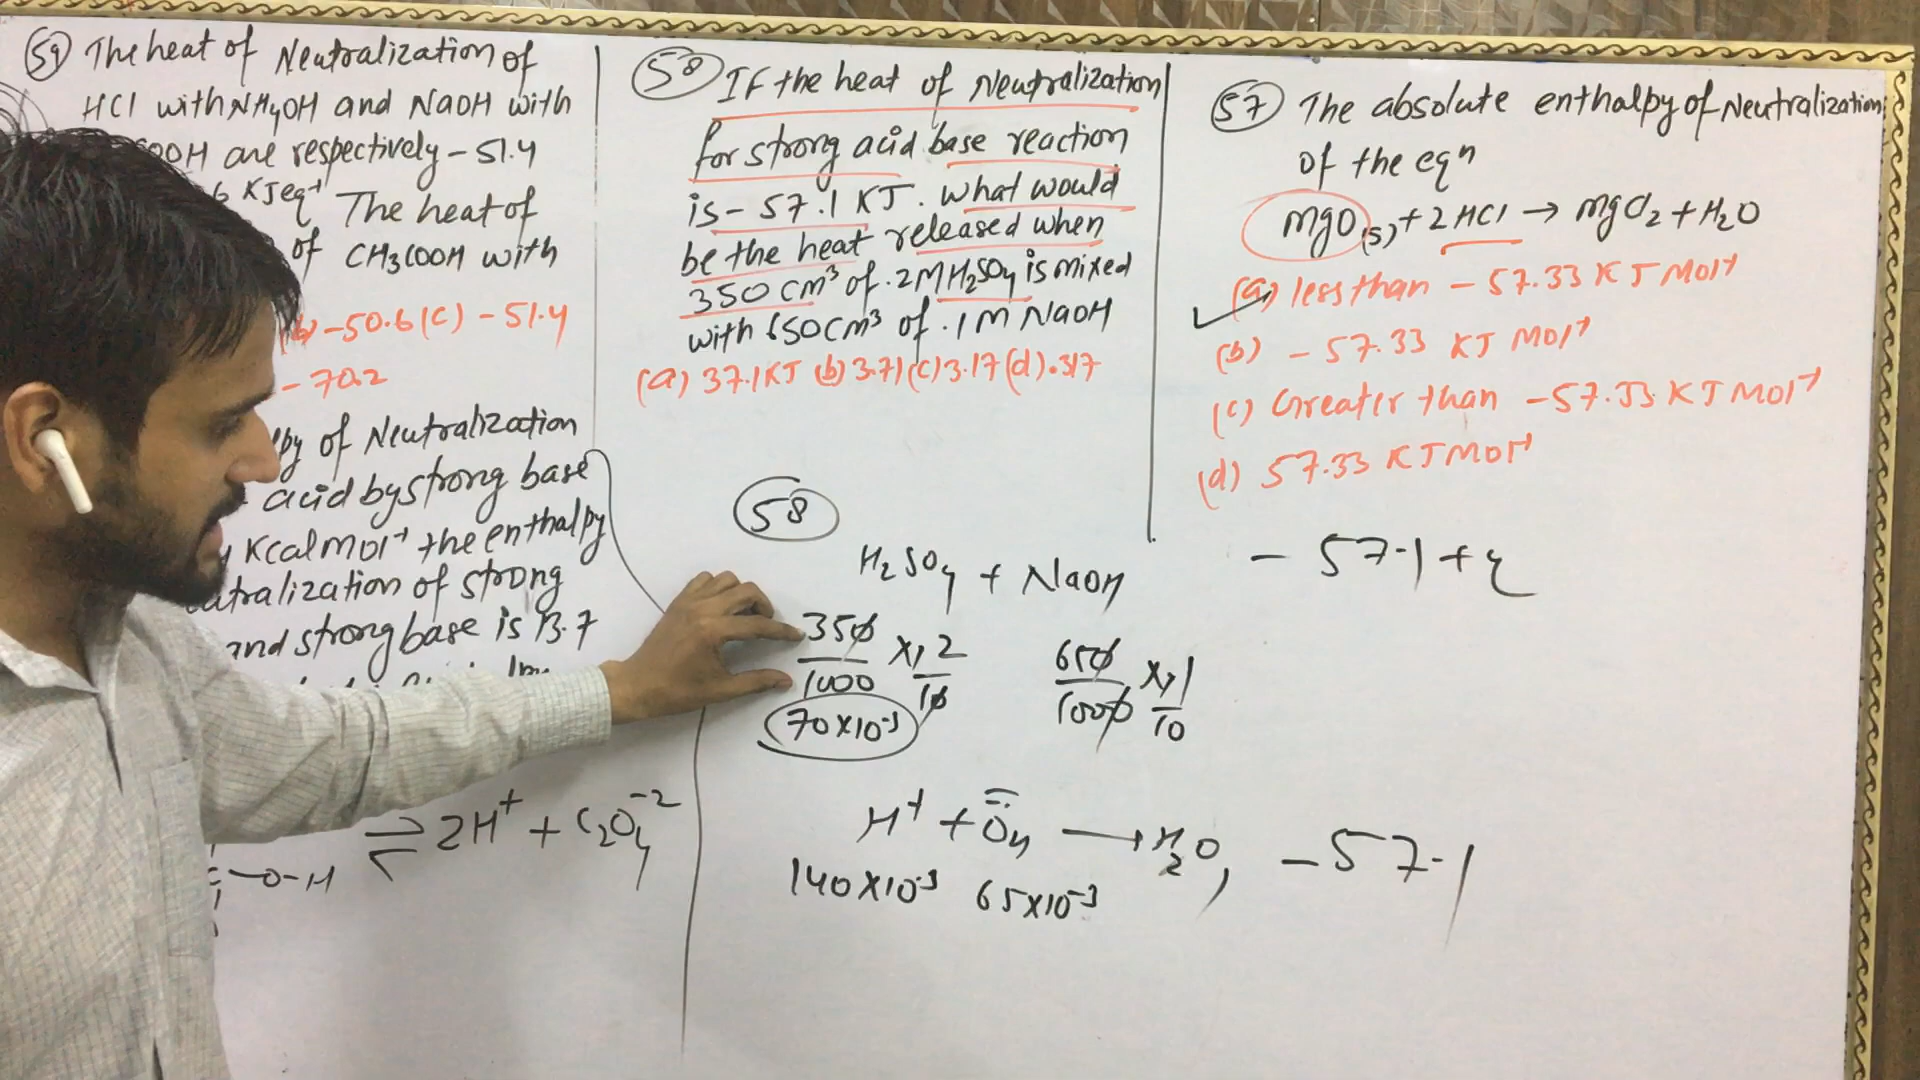 59 The heat of Neutralization of
HCl with NH4OH and NaOH with
OOH are respectively - 51.4
6 KJeq⁻¹ The heat of
of CH3COOH with
(b) -50.6 (c) - 51.4
- 70.2
lpy of Neutralization
acid by strong base
Kcal mol⁻¹ the enthalpy
utralization of strong
and strong base is 13.7
⇌ 2H⁺ + C2O4⁻²
-O-H
58 If the heat of Neutralization
for strong acid base reaction
is - 57.1 KJ. What would
be the heat released when
350 cm³ of .2M H2SO4 is mixed
with 650 cm³ of .1M NaOH
(a) 37.1 KJ (b) 3.71 (c) 3.17 (d) .317
58
H2SO4 + NaOH
350/1000 × .2/10 650/1000 × .1/10
70×10⁻³
H⁺ + OH → H2O, - 57.1
140×10⁻³ 65×10⁻³
57 The absolute enthalpy of Neutralization
of the eqn
MgO(s) + 2HCl → MgCl2 + H2O
(a) less than - 57.33 KJ Mol⁻¹
(b) - 57.33 KJ Mol⁻¹
(c) Greater than - 57.33 KJ Mol⁻¹
(d) 57.33 KJ Mol⁻¹
- 57.1 +